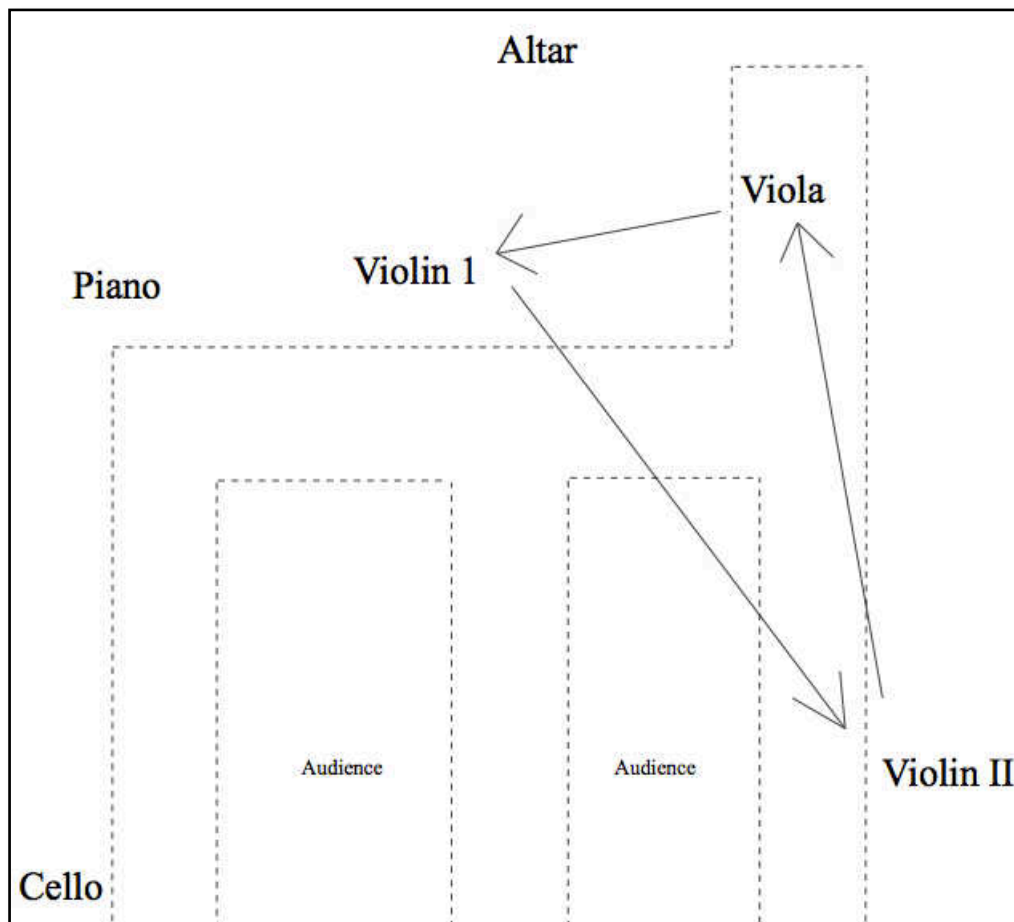 Altar
Viola
Violin 1
Piano
Audience
Audience
Violin II
Cello